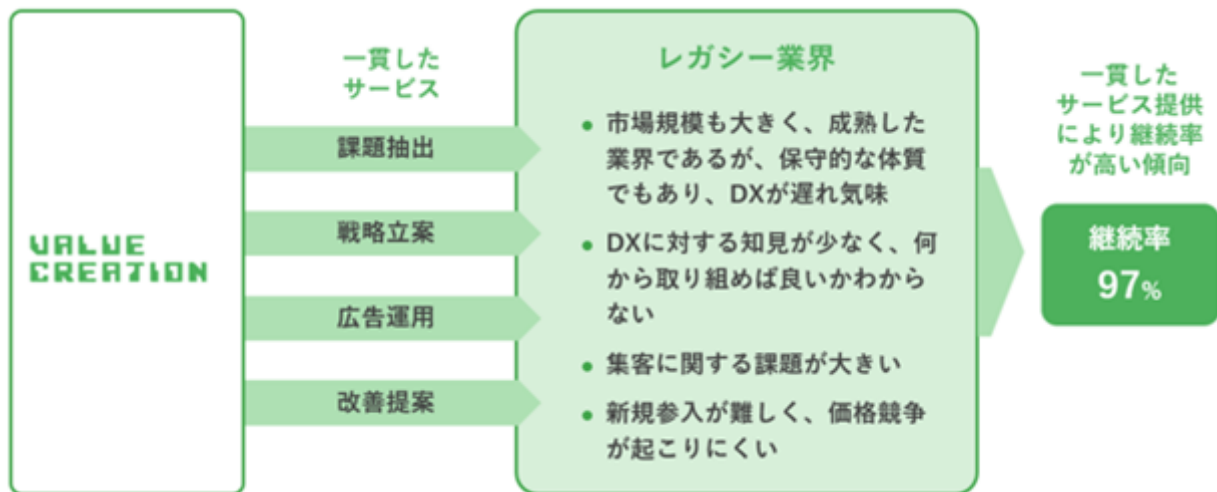 VALUE
CREATION
一貫した
サービス
課題抽出
戦略立案
広告運用
改善提案
レガシー業界
• 市場規模も大きく、成熟した
業界であるが、保守的な体質
でもあり、DXが遅れ気味
• DXに対する知見が少なく、何
から取り組めば良いかわから
ない
• 集客に関する課題が大きい
• 新規参入が難しく、価格競争
が起こりにくい
一貫した
サービス提供
により継続率
が高い傾向
継続率
97%